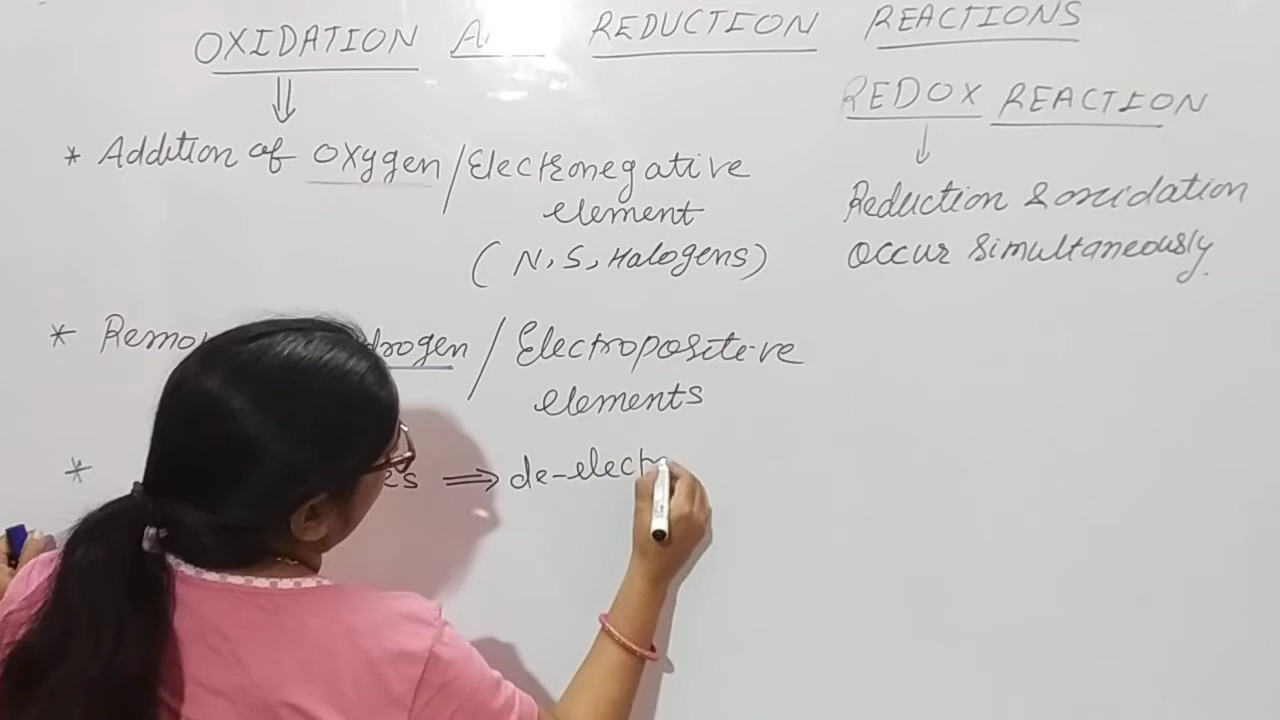 OXIDATION REDUCTION REACTIONS
REDOX REACTION
* Addition of Oxygen / Electronegative
element
( N, S, Halogens)
Reduction & oxidation
occur simultaneously.
* / Electropositive
elements
* ⇒ de-elect